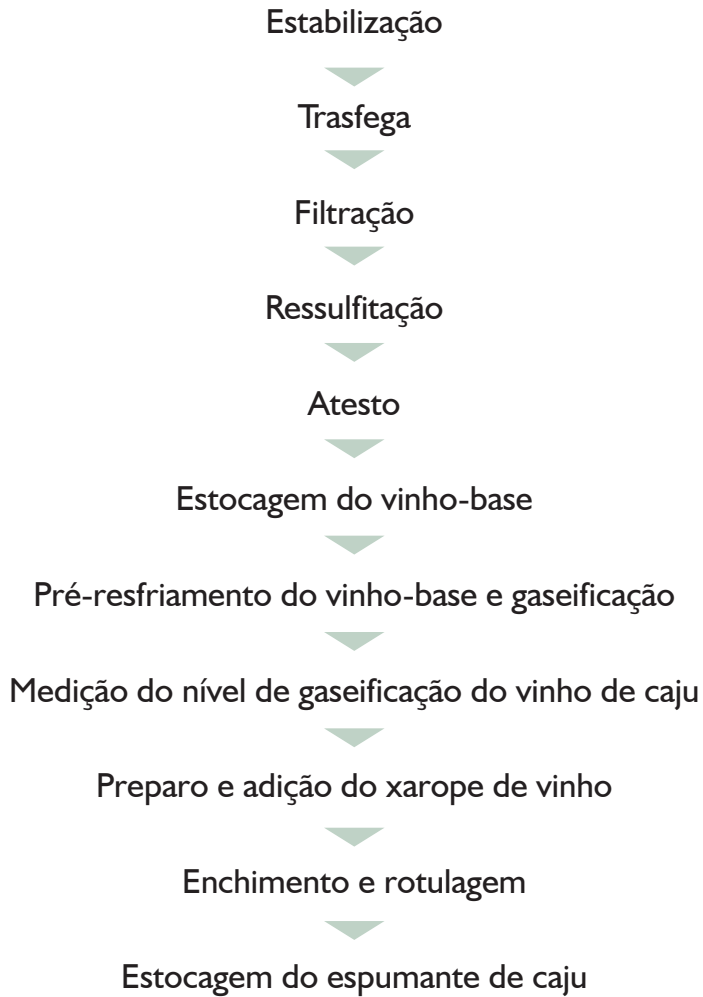 Estabilização
Trasfega
Filtração
Ressulfitação
Atesto
Estocagem do vinho-base
Pré-resfriamento do vinho-base e gaseificação
Medição do nível de gaseificação do vinho de caju
Preparo e adição do xarope de vinho
Enchimento e rotulagem
Estocagem do espumante de caju